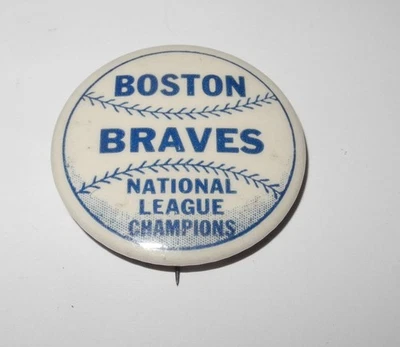 BOSTON
BRAVES
NATIONAL
LEAGUE
CHAMPIONS